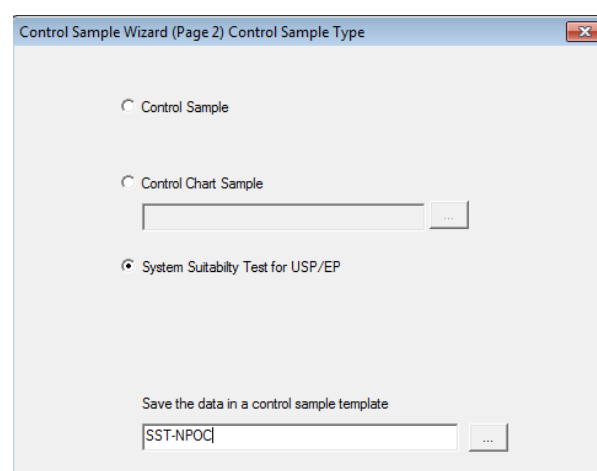 Control Sample Wizard (Page 2) Control Sample Type
Control Sample
Control Chart Sample
...
System Suitabilty Test for USP/EP
Save the data in a control sample template
SST-NPOC
...